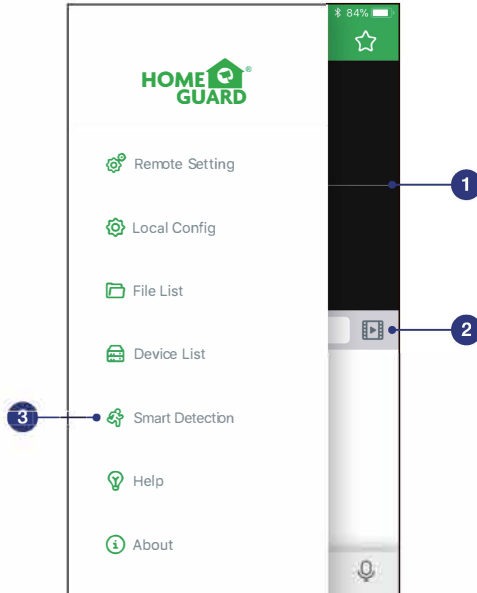 84%
HOME
GUARD®
Remote Setting
1
Local Config
File List
2
Device List
3
Smart Detection
Help
About